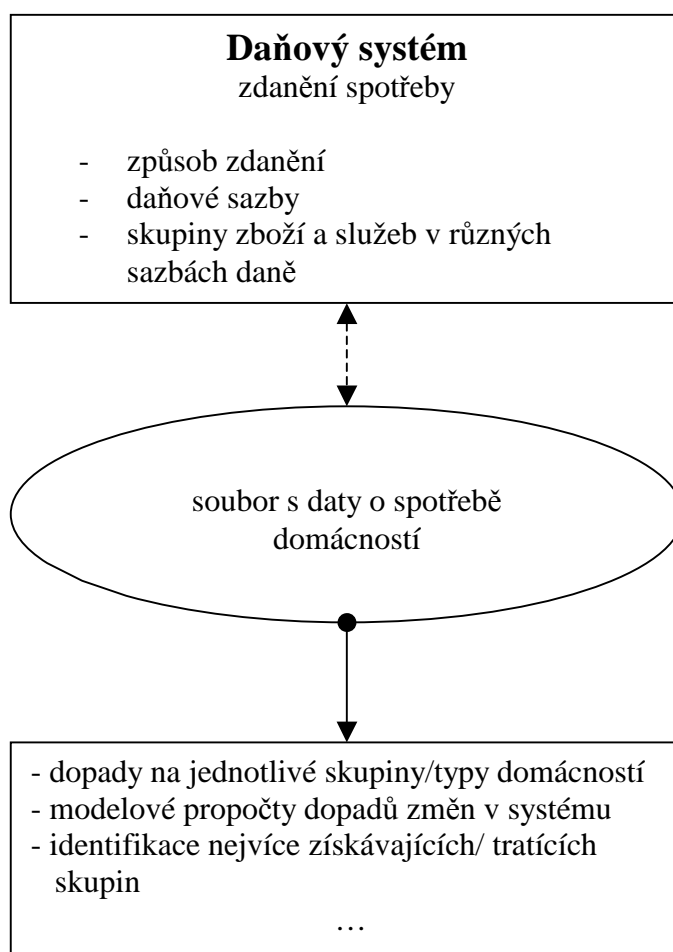 Daňový systém
zdanění spotřeby
- způsob zdanění
- daňové sazby
- skupiny zboží a služeb v různých
sazbách daně
soubor s daty o spotřebě
domácností
- dopady na jednotlivé skupiny/typy domácností
- modelové propočty dopadů změn v systému
- identifikace nejvíce získávajících/ tratících
skupin
…